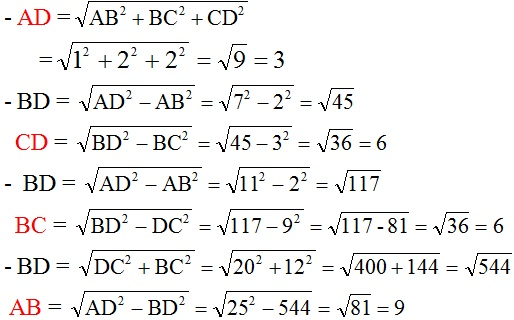 - AD = √(AB² + BC² + CD²)
= √(1² + 2² + 2²) = √9 = 3
- BD = √(AD² − AB²) = √(7² − 2²) = √45
CD = √(BD² − BC²) = √(45 − 3²) = √36 = 6
- BD = √(AD² − AB²) = √(11² − 2²) = √117
BC = √(BD² − DC²) = √(117 − 9²) = √(117 - 81) = √36 = 6
- BD = √(DC² + BC²) = √(20² + 12²) = √(400 + 144) = √544
AB = √(AD² − BD²) = √(25² − 544) = √81 = 9